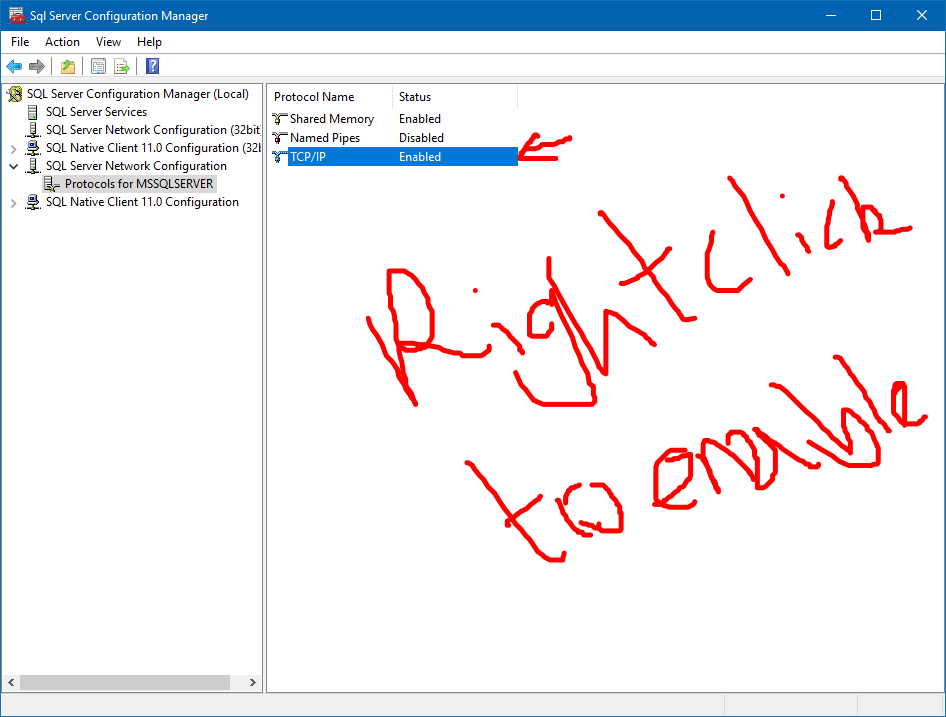 Sql Server Configuration Manager
File Action View Help
SQL Server Configuration Manager (Local)
SQL Server Services
SQL Server Network Configuration (32bit
SQL Native Client 11.0 Configuration (32l
SQL Server Network Configuration
Protocols for MSSQLSERVER
SQL Native Client 11.0 Configuration
Protocol Name Status
Shared Memory Enabled
Named Pipes Disabled
TCP/IP Enabled
Right click
to enable